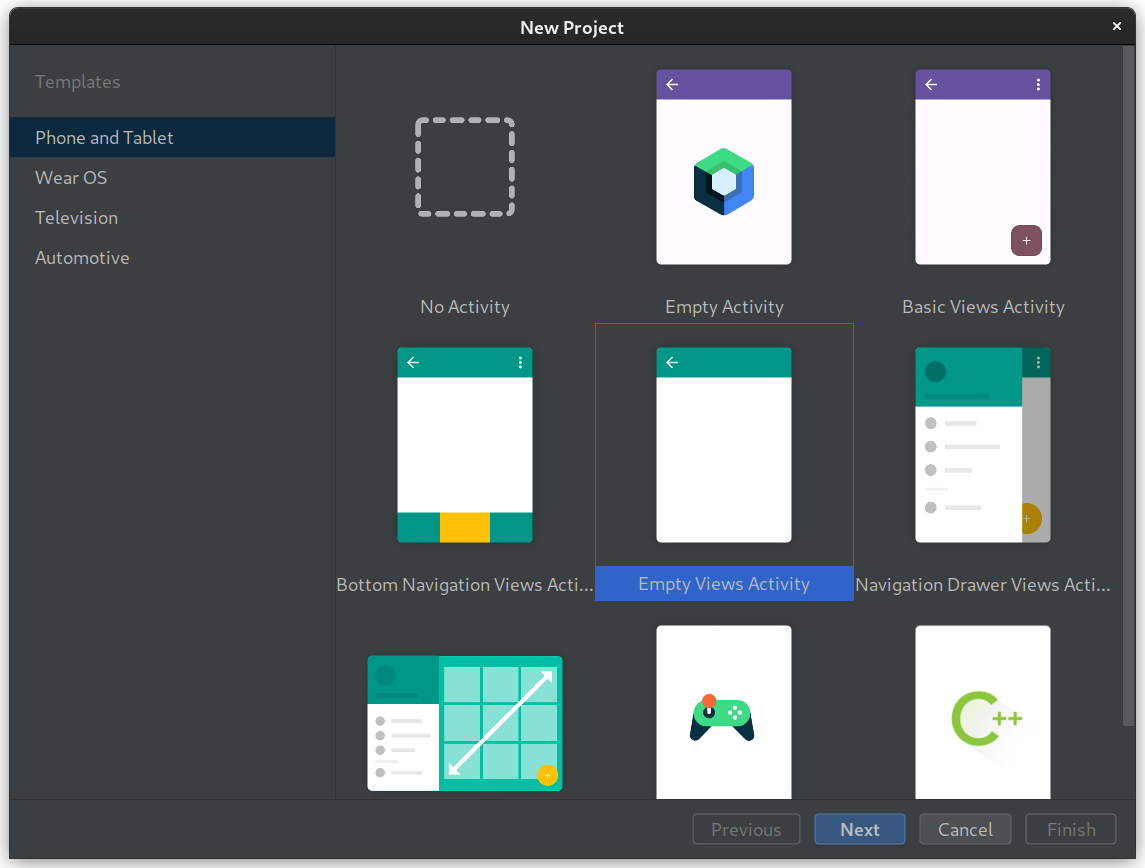 New Project
Templates
Phone and Tablet
Wear OS
Television
Automotive
No Activity
Empty Activity
Basic Views Activity
Bottom Navigation Views Acti...
Empty Views Activity
Navigation Drawer Views Acti...
C++
Previous
Next
Cancel
Finish